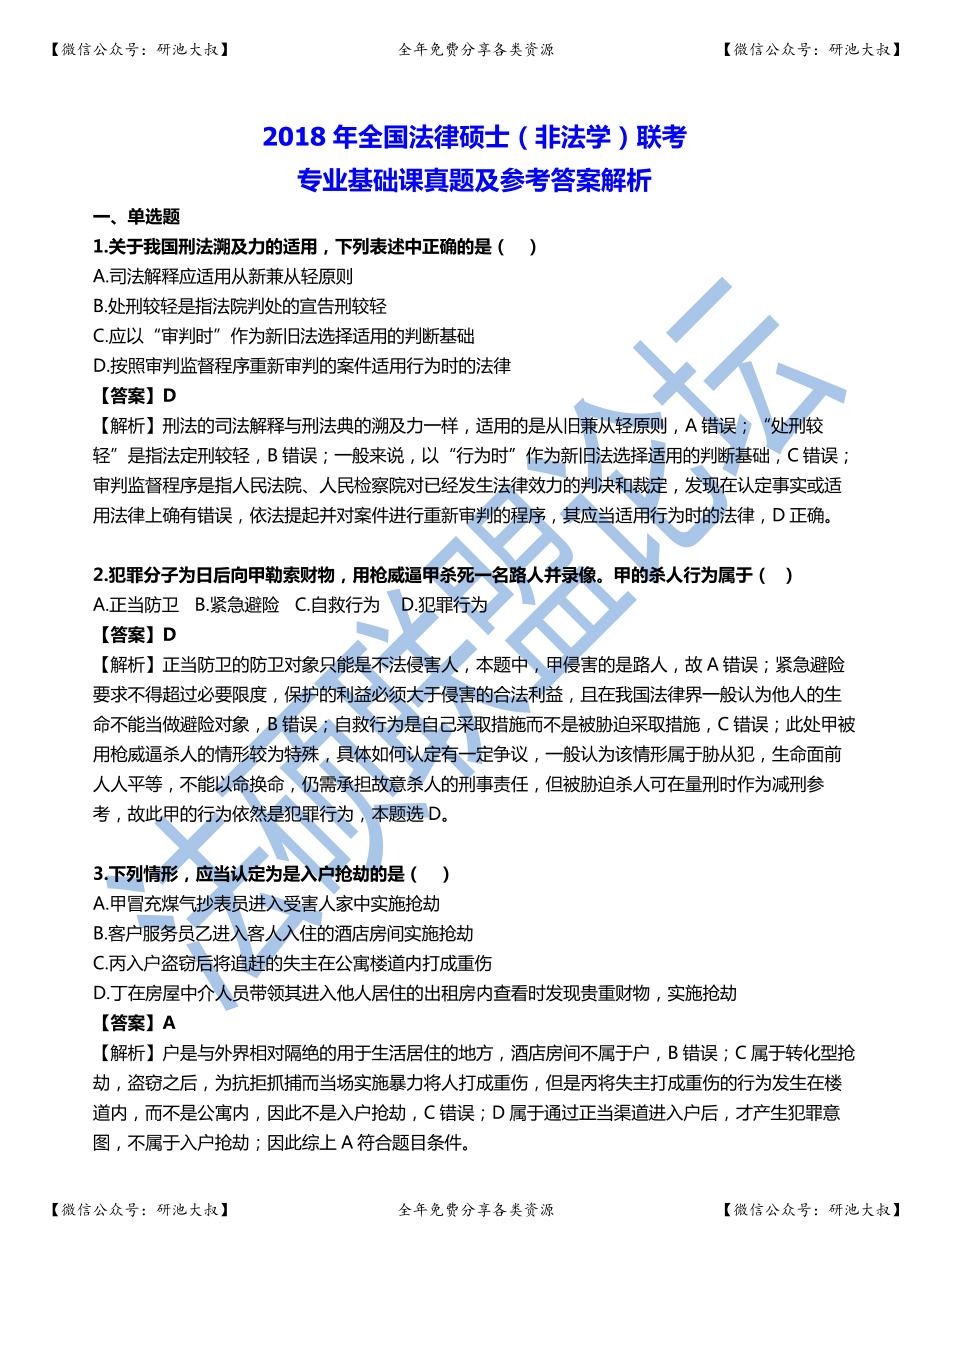 【微信公众号：研池大叔】 全年免费分享各类资源 【微信公众号：研池大叔】
2018 年全国法律硕士（非法学）联考
专业基础课真题及参考答案解析
一、单选题
1.关于我国刑法溯及力的适用，下列表述中正确的是（ ）
A.司法解释应适用从新兼从轻原则
B.处刑较轻是指法院判处的宣告刑较轻
C.应以“审判时”作为新旧法选择适用的判断基础
D.按照审判监督程序重新审判的案件适用行为时的法律
【答案】D
【解析】刑法的司法解释与刑法典的溯及力一样，适用的是从旧兼从轻原则，A 错误；“处刑较
轻”是指法定刑较轻，B 错误；一般来说，以“行为时”作为新旧法选择适用的判断基础，C 错误；
审判监督程序是指人民法院、人民检察院对已经发生法律效力的判决和裁定，发现在认定事实或适
用法律上确有错误，依法提起并对案件进行重新审判的程序，其应当适用行为时的法律，D 正确。
2.犯罪分子为日后向甲勒索财物，用枪威逼甲杀死一名路人并录像。甲的杀人行为属于（ ）
A.正当防卫 B.紧急避险 C.自救行为 D.犯罪行为
【答案】D
【解析】正当防卫的防卫对象只能是不法侵害人，本题中，甲侵害的是路人，故 A 错误；紧急避险
要求不得超过必要限度，保护的利益必须大于侵害的合法利益，且在我国法律界一般认为他人的生
命不能当做避险对象，B 错误；自救行为是自己采取措施而不是被胁迫采取措施，C 错误；此处甲被
用枪威逼杀人的情形较为特殊，具体如何认定有一定争议，一般认为该情形属于胁从犯，生命面前
人人平等，不能以命换命，仍需承担故意杀人的刑事责任，但被胁迫杀人可在量刑时作为减刑参
考，故此甲的行为依然是犯罪行为，本题选 D。
3.下列情形，应当认定为是入户抢劫的是（ ）
A.甲冒充煤气抄表员进入受害人家中实施抢劫
B.客户服务员乙进入客人入住的酒店房间实施抢劫
C.丙入户盗窃后将追赶的失主在公寓楼道内打成重伤
D.丁在房屋中介人员带领其进入他人居住的出租房内查看时发现贵重财物，实施抢劫
【答案】A
【解析】户是与外界相对隔绝的用于生活居住的地方，酒店房间不属于户，B 错误；C 属于转化型抢
劫，盗窃之后，为抗拒抓捕而当场实施暴力将人打成重伤，但是丙将失主打成重伤的行为发生在楼
道内，而不是公寓内，因此不是入户抢劫，C 错误；D 属于通过正当渠道进入户后，才产生犯罪意
图，不属于入户抢劫；因此综上 A 符合题目条件。
法硕联盟论坛
【微信公众号：研池大叔】 全年免费分享各类资源 【微信公众号：研池大叔】